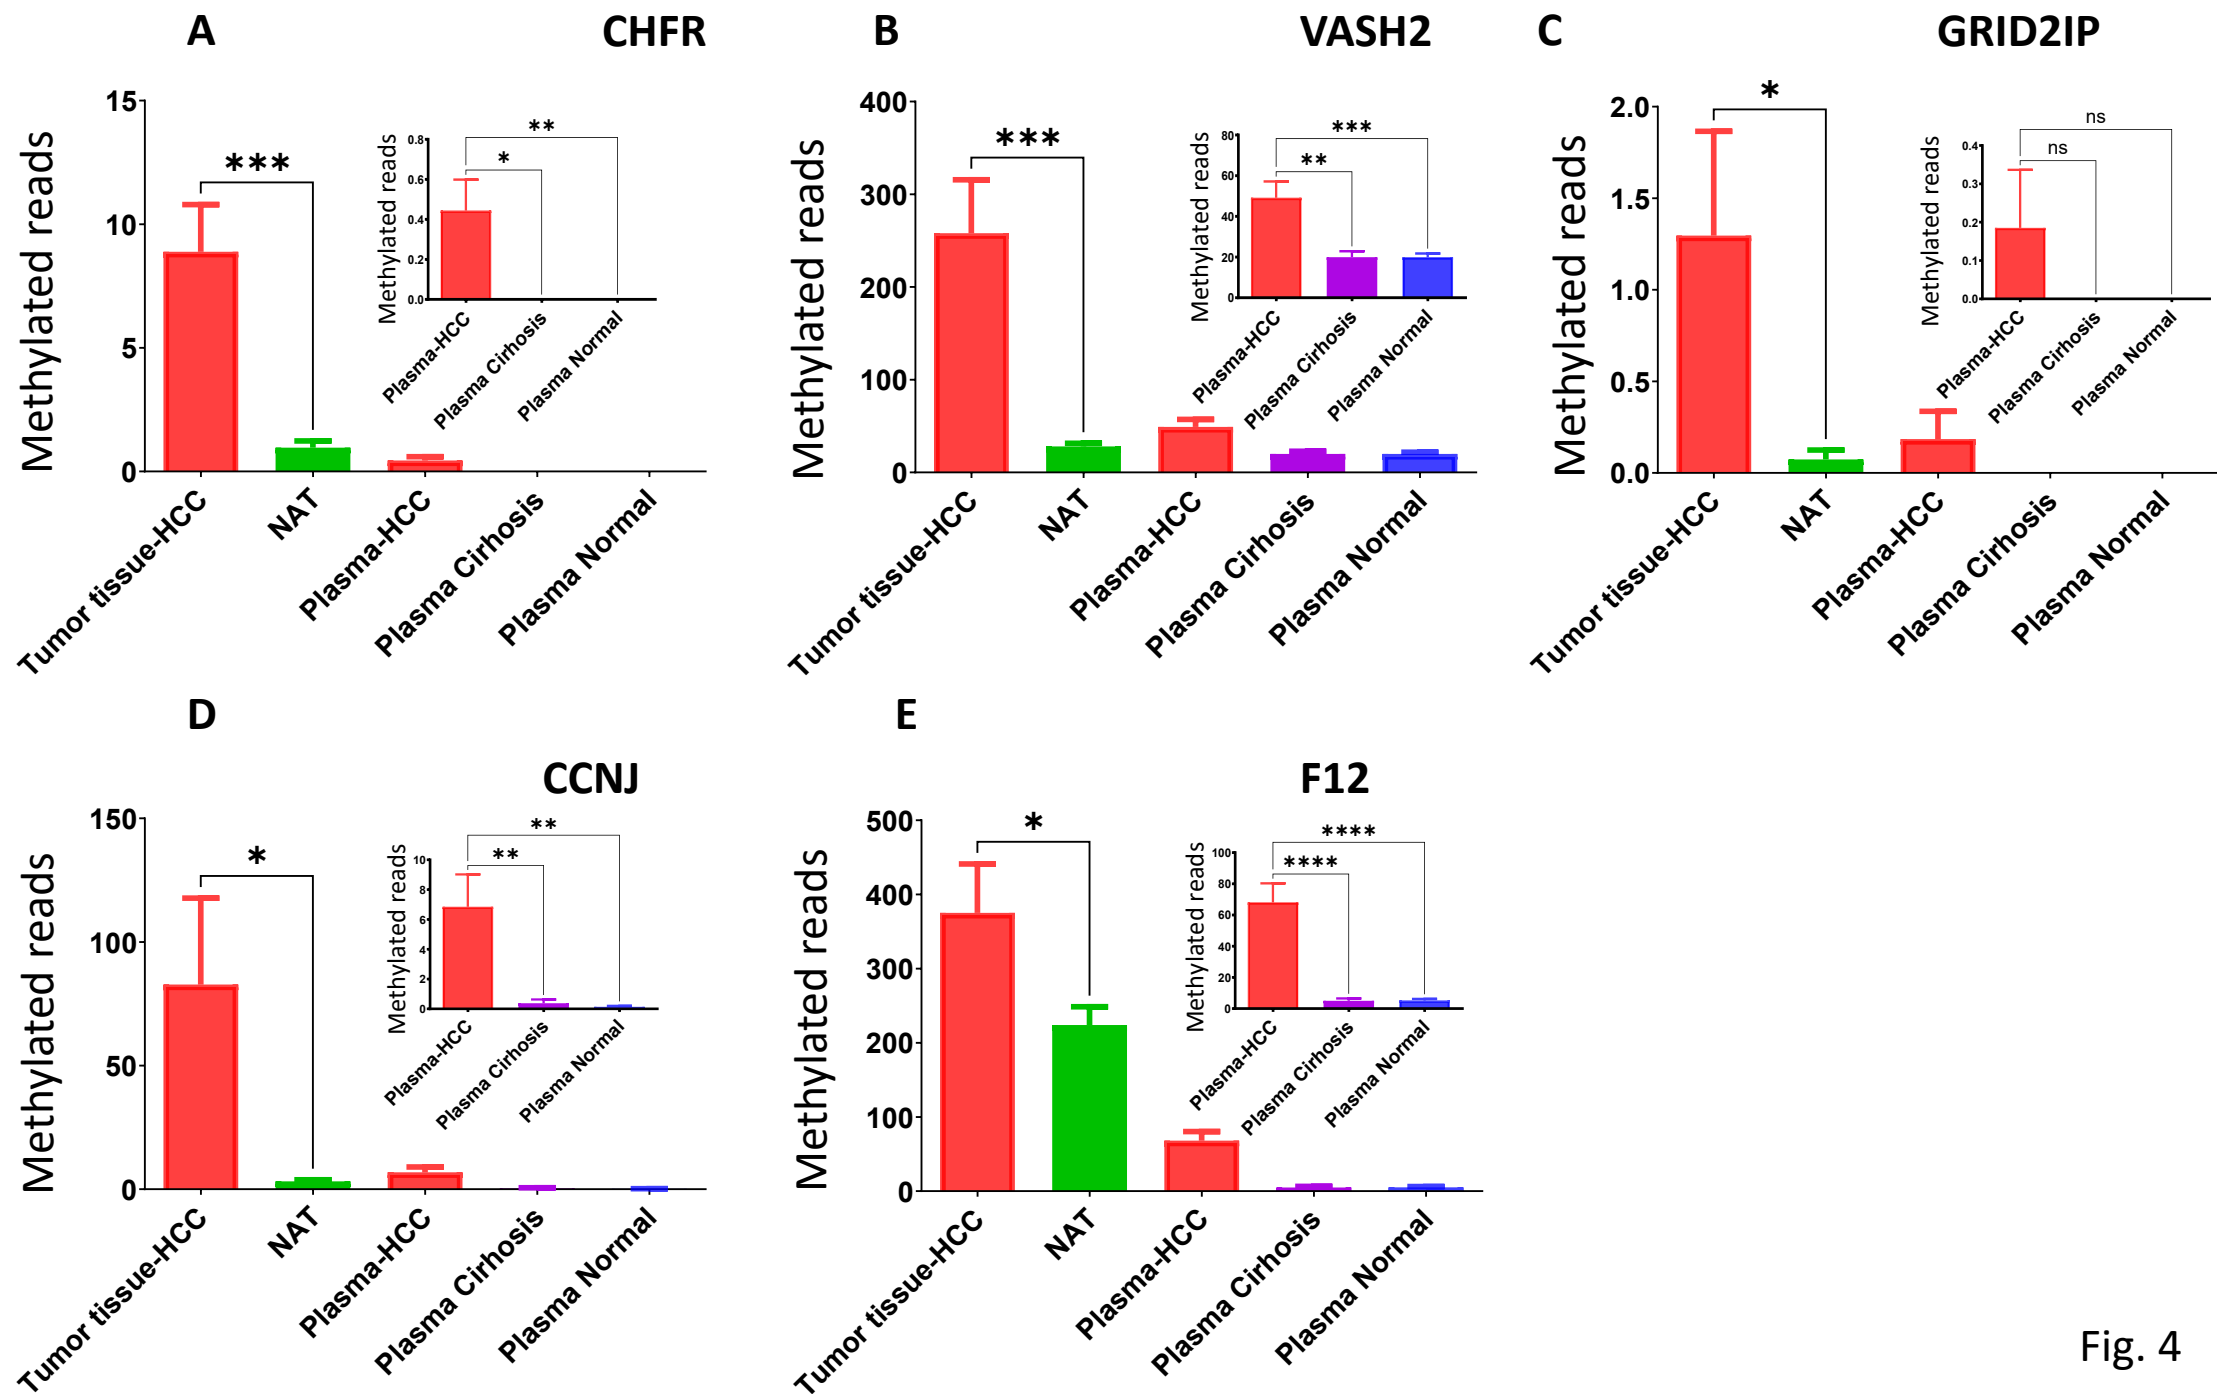 A
CHFR
Methylated reads
15
10
5
0
***
Tumor tissue-HCC
NAT
Plasma-HCC
Plasma Cirhosis
Plasma Normal
Methylated reads
0.8
0.6
0.4
0.2
0.0
*
**
Plasma-HCC
Plasma Cirhosis
Plasma Normal
B
VASH2
Methylated reads
400
300
200
100
0
***
Tumor tissue-HCC
NAT
Plasma-HCC
Plasma Cirhosis
Plasma Normal
Methylated reads
80
60
40
20
0
**
***
Plasma-HCC
Plasma Cirhosis
Plasma Normal
C
GRID2IP
Methylated reads
2.0
1.5
1.0
0.5
0.0
*
Tumor tissue-HCC
NAT
Plasma-HCC
Plasma Cirhosis
Plasma Normal
Methylated reads
0.4
0.3
0.2
0.1
0.0
ns
ns
Plasma-HCC
Plasma Cirhosis
Plasma Normal
D
CCNJ
Methylated reads
150
100
50
0
*
Tumor tissue-HCC
NAT
Plasma-HCC
Plasma Cirhosis
Plasma Normal
Methylated reads
10
8
6
4
2
0
**
**
Plasma-HCC
Plasma Cirhosis
Plasma Normal
E
F12
Methylated reads
500
400
300
200
100
0
*
Tumor tissue-HCC
NAT
Plasma-HCC
Plasma Cirhosis
Plasma Normal
Methylated reads
100
80
60
40
20
0
****
****
Plasma-HCC
Plasma Cirhosis
Plasma Normal
Fig. 4